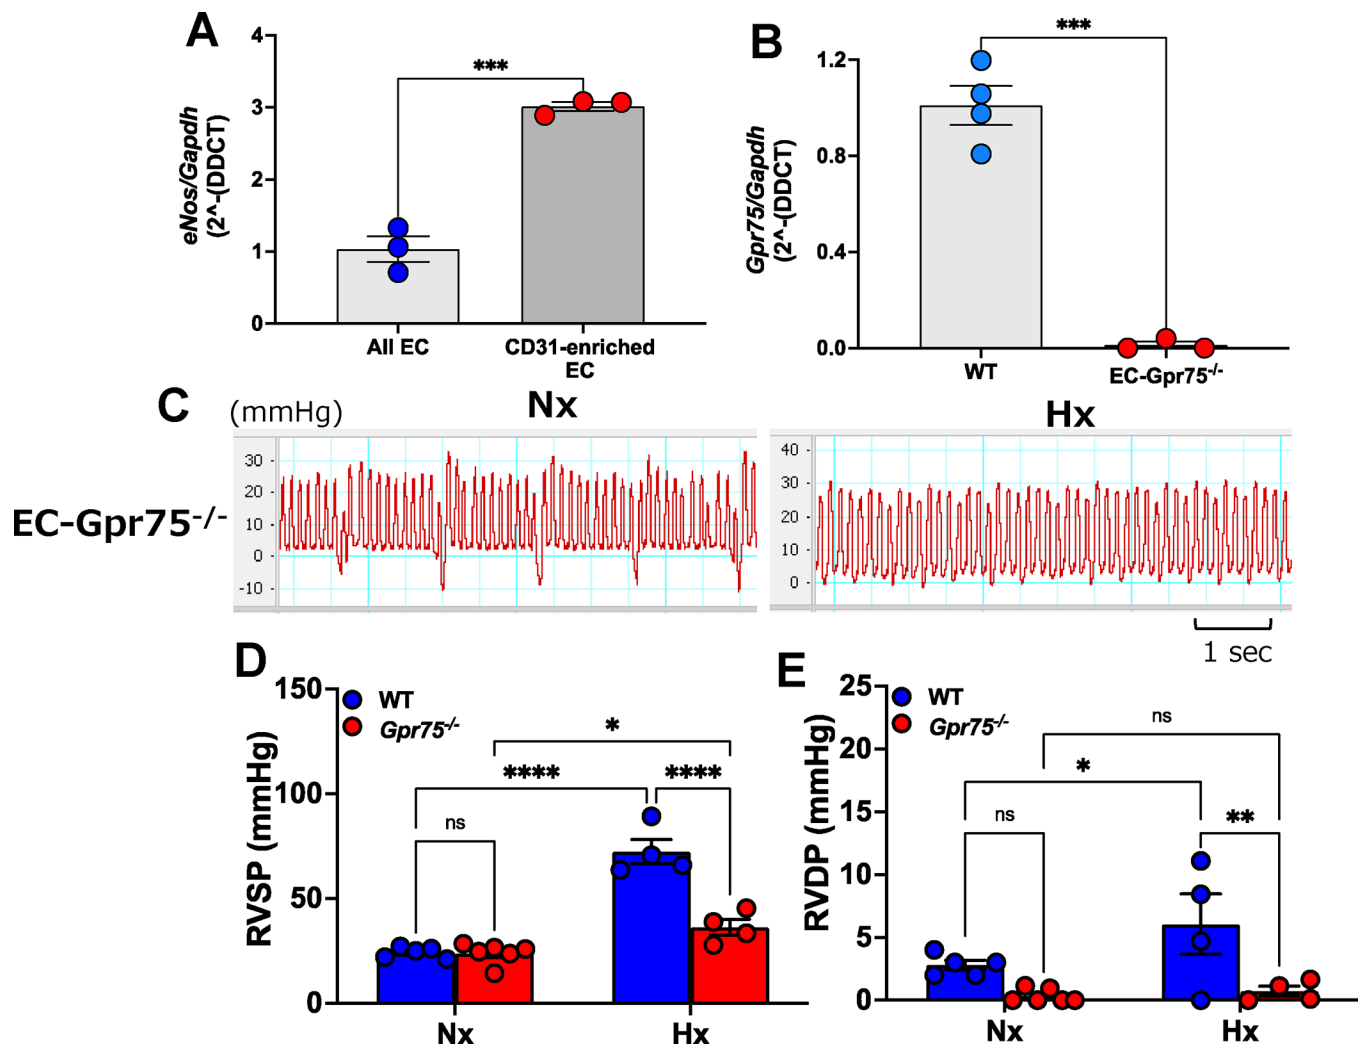 A
eNos/Gapdh
(2^-(DDCT)
4
3
2
1
0
***
All EC
CD31-enriched
EC
B
Gpr75/Gapdh
(2^-(DDCT)
1.2
0.8
0.4
0.0
***
WT
EC-Gpr75-/-
C
(mmHg)
Nx
Hx
EC-Gpr75-/-
30
20
10
0
-10
40
30
20
10
0
1 sec
D
RVSP (mmHg)
150
100
50
0
WT
Gpr75-/-
*
****
****
ns
Nx
Hx
E
RVDP (mmHg)
25
20
15
10
5
0
WT
Gpr75-/-
ns
*
ns
**
Nx
Hx